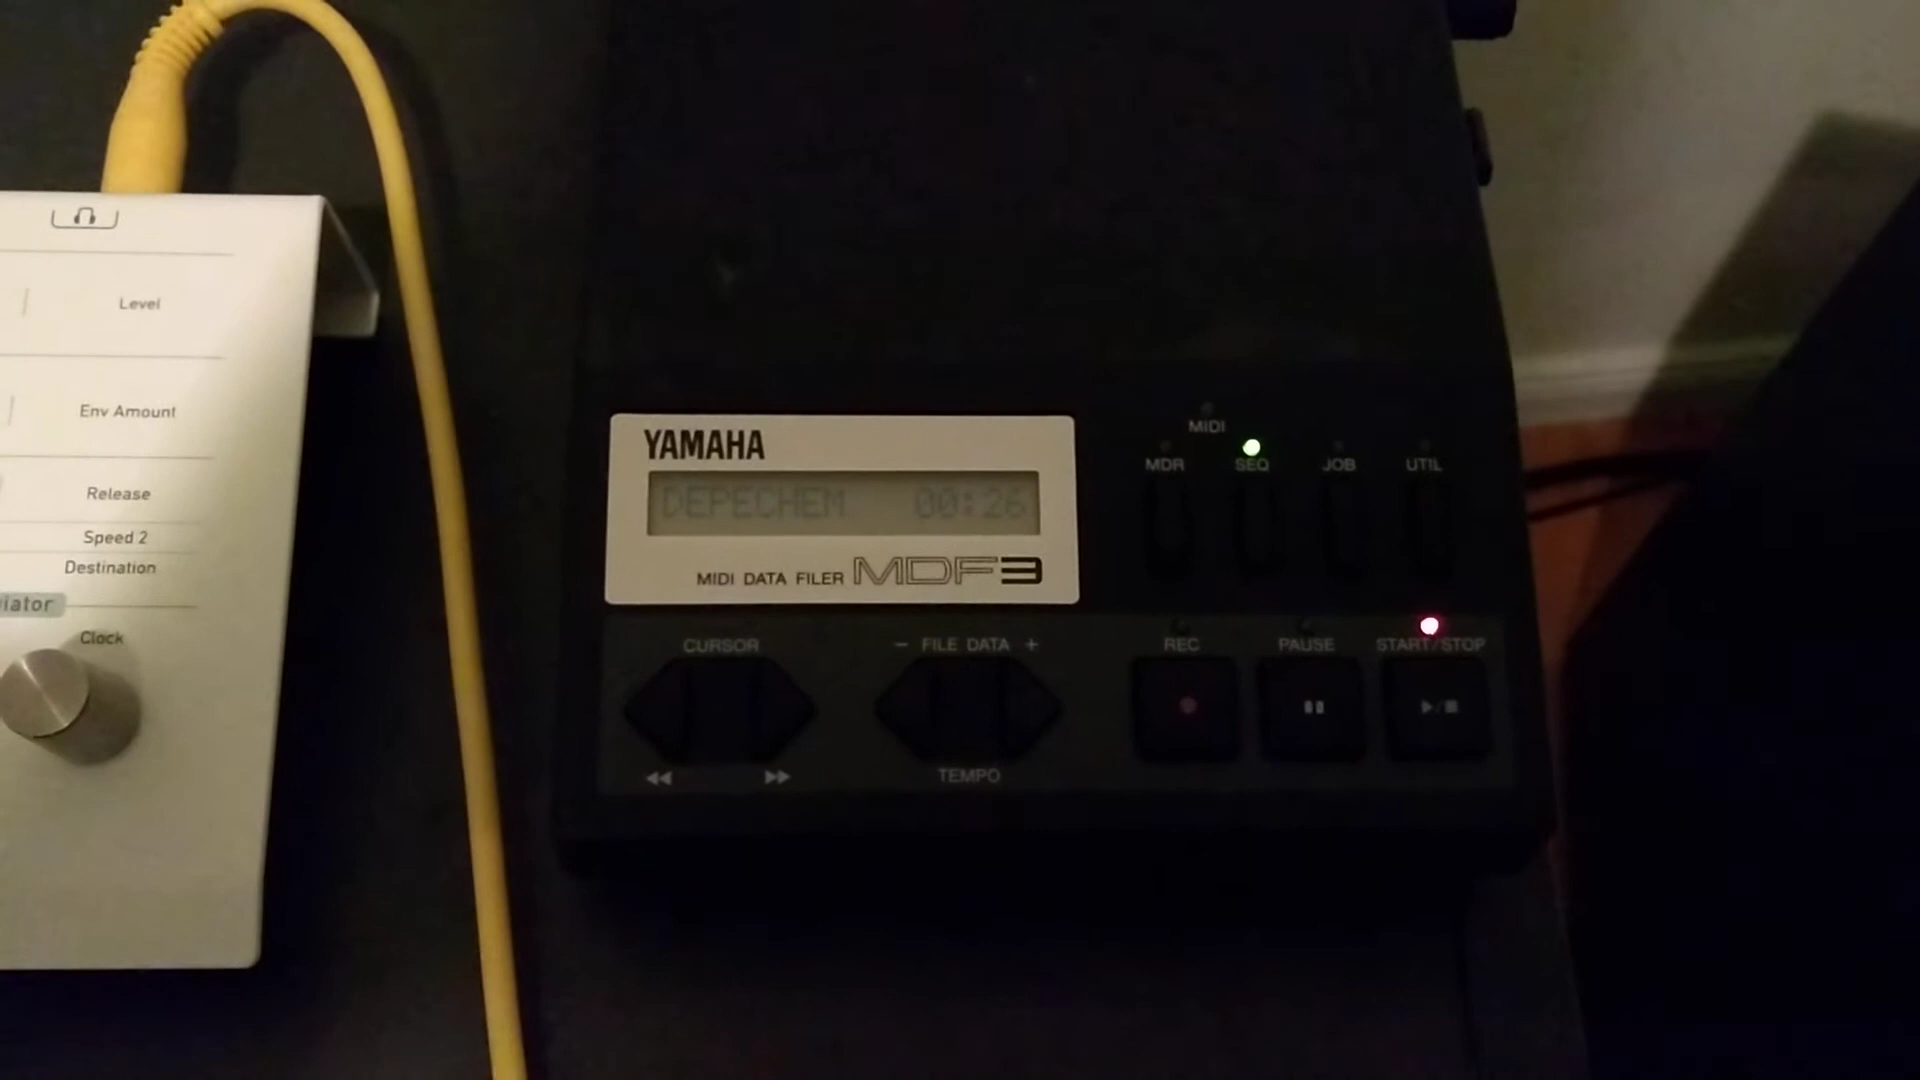 Level
Env Amount
Release
Speed 2
Destination
iator
Clock
YAMAHA
DEPECHEM 00:26
MIDI DATA FILER MDF3
MIDI
MDR SEQ JOB UTIL
CURSOR
- FILE DATA +
TEMPO
REC PAUSE START/STOP